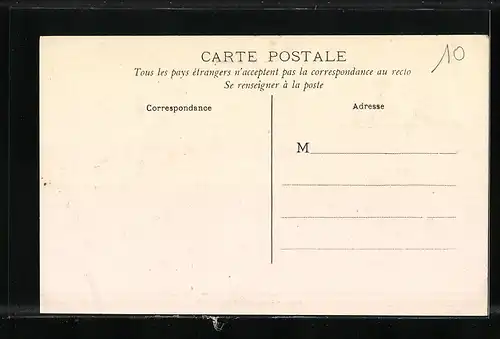 CARTE POSTALE
Tous les pays étrangers n'acceptent pas la correspondance au recto
Se renseigner à la poste
10
Correspondance
Adresse
M